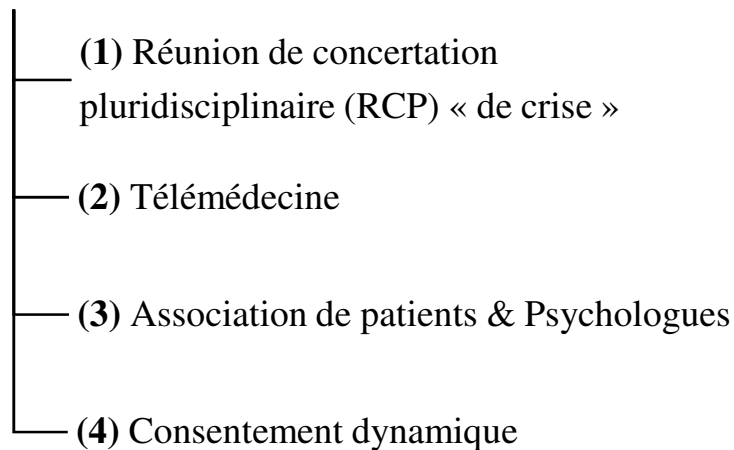 (1) Réunion de concertation
pluridisciplinaire (RCP) « de crise »
(2) Télémédecine
(3) Association de patients & Psychologues
(4) Consentement dynamique